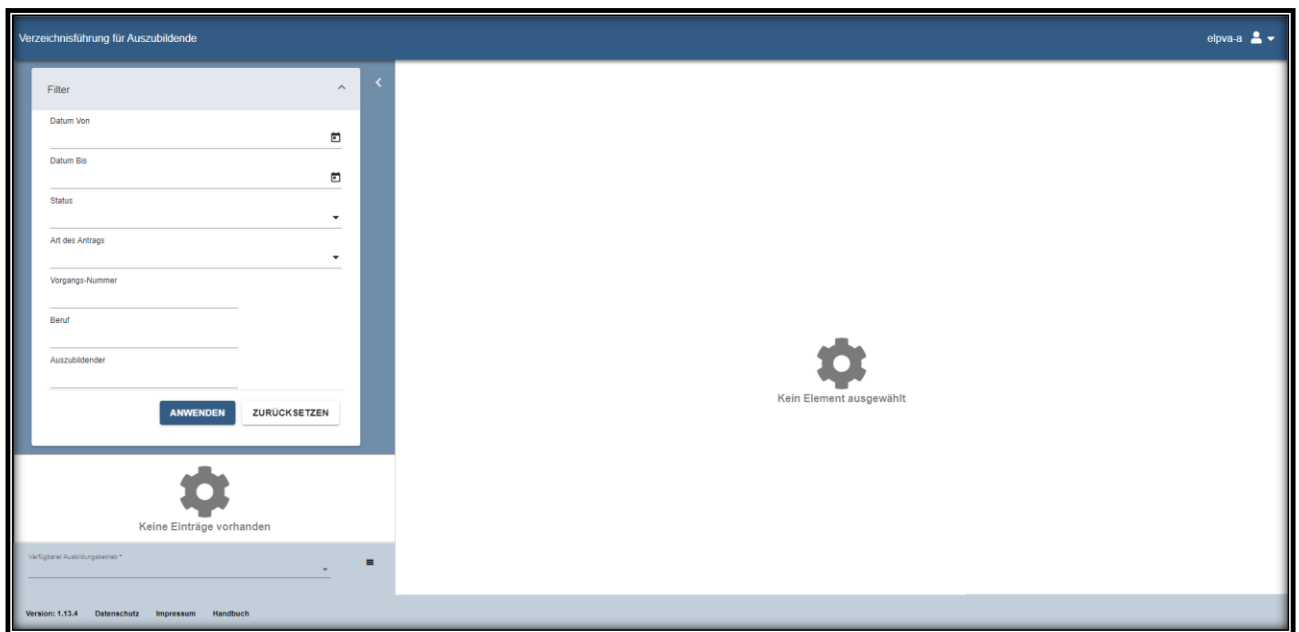 Verzeichnisführung für Auszubildende
elpva-a
Filter
Datum Von
Datum Bis
Status
Art des Antrags
Vorgangs-Nummer
Beruf
Auszubildender
ANWENDEN ZURÜCKSETZEN
Keine Einträge vorhanden
Verfügbarer Ausbildungsbetrieb *
Version: 1.13.4 Datenschutz Impressum Handbuch
Kein Element ausgewählt